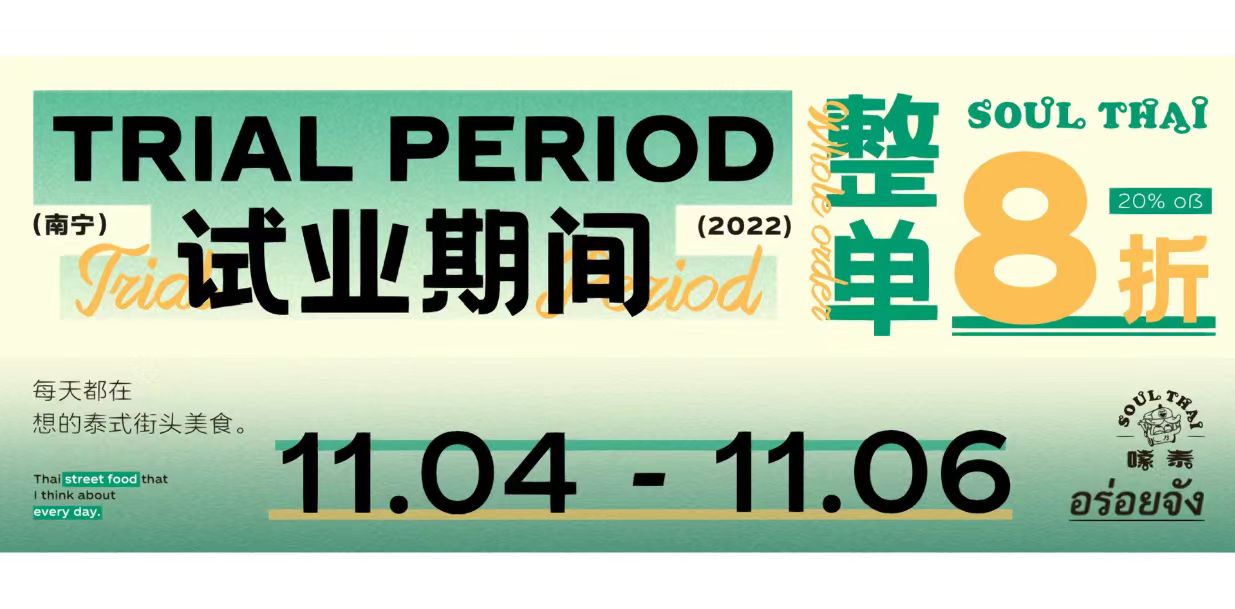 TRIAL PERIOD
(南宁)
试业期间
(2022)
Trial Period
整单
Whole order
SOUL THAI
8折
20% off
每天都在
想的泰式街头美食。
Thai street food that
I think about
every day.
11.04 - 11.06
SOUL THAI
嗦泰
อร่อยจัง